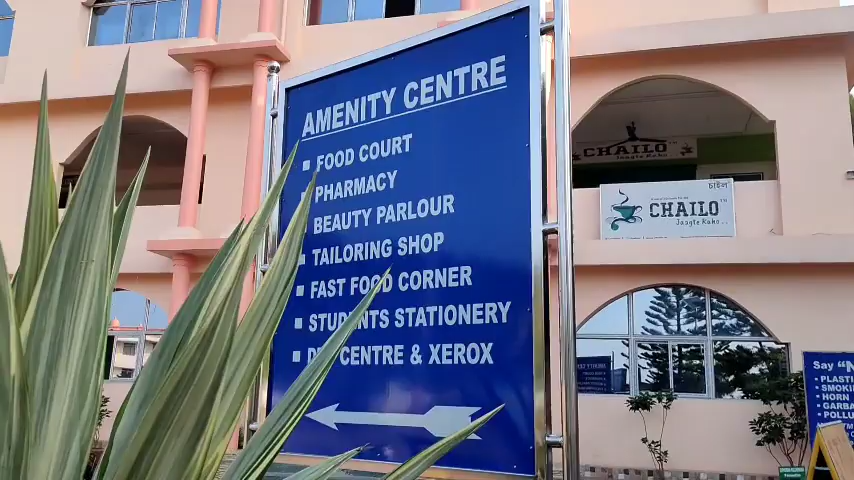 AMENITY CENTRE
FOOD COURT
PHARMACY
BEAUTY PARLOUR
TAILORING SHOP
FAST FOOD CORNER
STUDENTS STATIONERY
CENTRE & XEROX
CHAILO
Jaagte Raho
চাইল'
CHAILO
Jaagte Raho..
Say
PLASTI
SMOKI
HORN
GARBA
POLLU